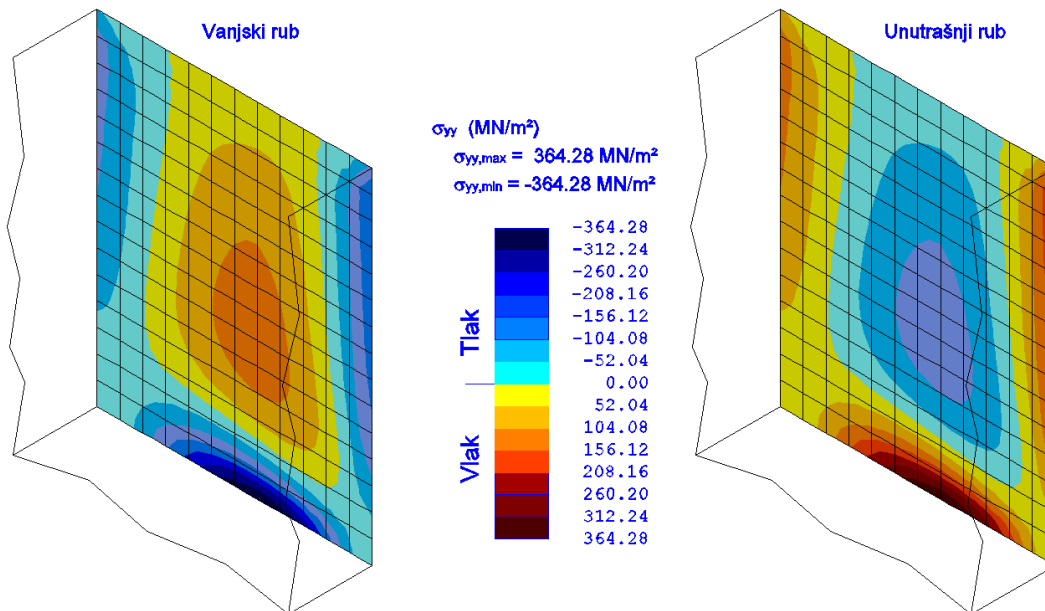 Vanjski rub
Unutrašnji rub
σyy (MN/m²)
σyy,max = 364.28 MN/m²
σyy,min = -364.28 MN/m²
Tlak
Vlak
-364.28
-312.24
-260.20
-208.16
-156.12
-104.08
-52.04
0.00
52.04
104.08
156.12
208.16
260.20
312.24
364.28